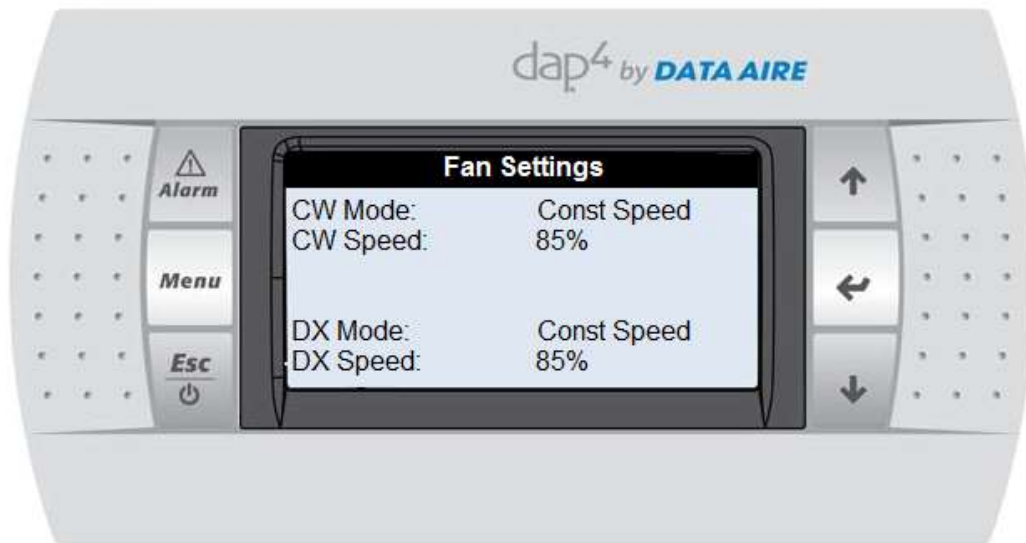 dap4 by DATA AIRE
Alarm
Menu
Esc
Fan Settings
CW Mode: Const Speed
CW Speed: 85%
DX Mode: Const Speed
DX Speed: 85%